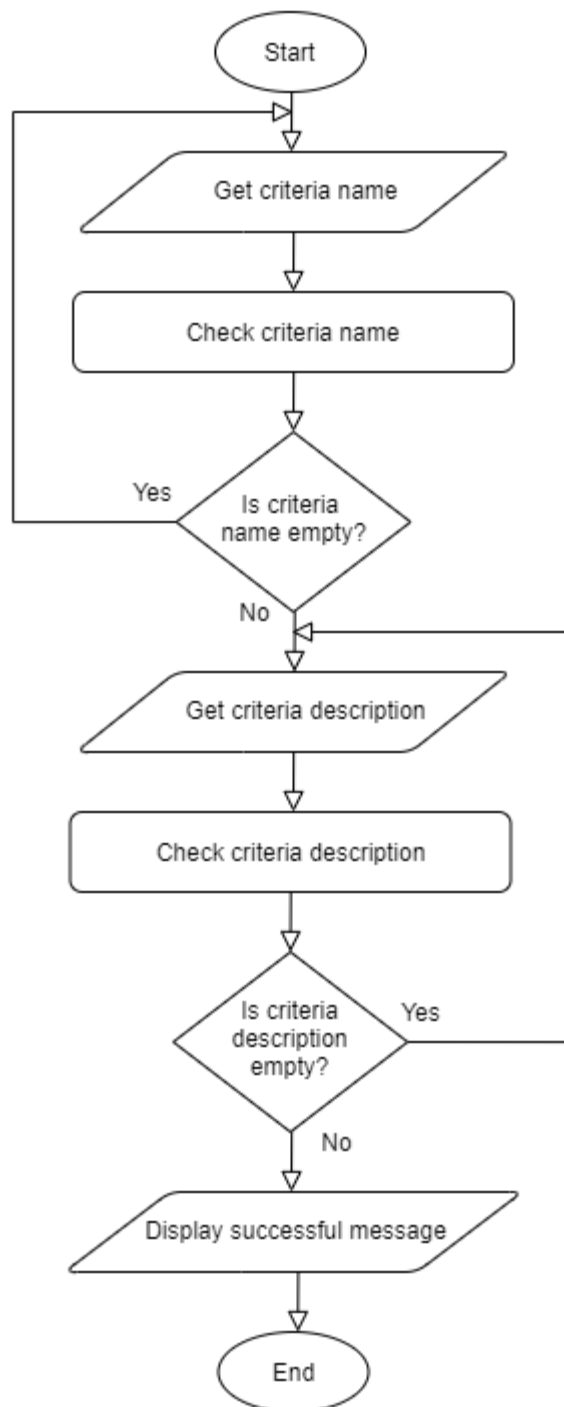 Start
Get criteria name
Check criteria name
Yes
Is criteria
name empty?
No
Get criteria description
Check criteria description
Is criteria
description
empty?
Yes
No
Display successful message
End